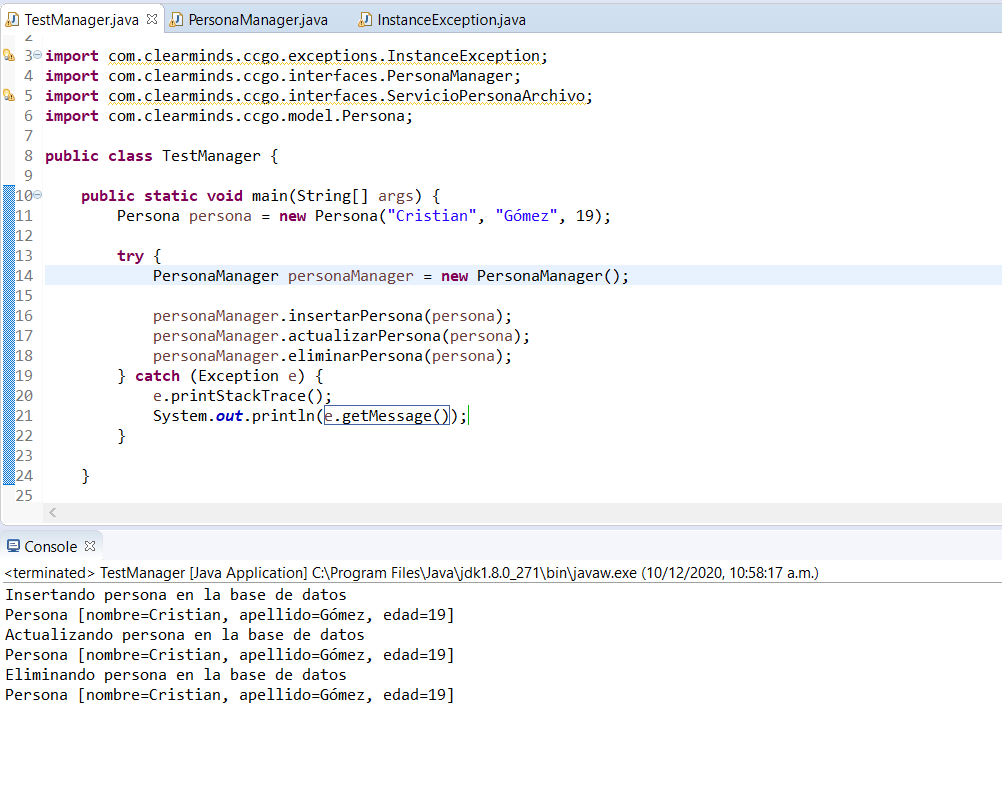 TestManager.java PersonaManager.java InstanceException.java
2
3 import com.clearminds.ccgo.exceptions.InstanceException;
4 import com.clearminds.ccgo.interfaces.PersonaManager;
5 import com.clearminds.ccgo.interfaces.ServicioPersonaArchivo;
6 import com.clearminds.ccgo.model.Persona;
7
8 public class TestManager {
9
10 public static void main(String[] args) {
11 Persona persona = new Persona("Cristian", "Gómez", 19);
12
13 try {
14 PersonaManager personaManager = new PersonaManager();
15
16 personaManager.insertarPersona(persona);
17 personaManager.actualizarPersona(persona);
18 personaManager.eliminarPersona(persona);
19 } catch (Exception e) {
20 e.printStackTrace();
21 System.out.println(e.getMessage());
22 }
23
24 }
25
Console
<terminated> TestManager [Java Application] C:\Program Files\Java\jdk1.8.0_271\bin\javaw.exe (10/12/2020, 10:58:17 a.m.)
Insertando persona en la base de datos
Persona [nombre=Cristian, apellido=Gómez, edad=19]
Actualizando persona en la base de datos
Persona [nombre=Cristian, apellido=Gómez, edad=19]
Eliminando persona en la base de datos
Persona [nombre=Cristian, apellido=Gómez, edad=19]